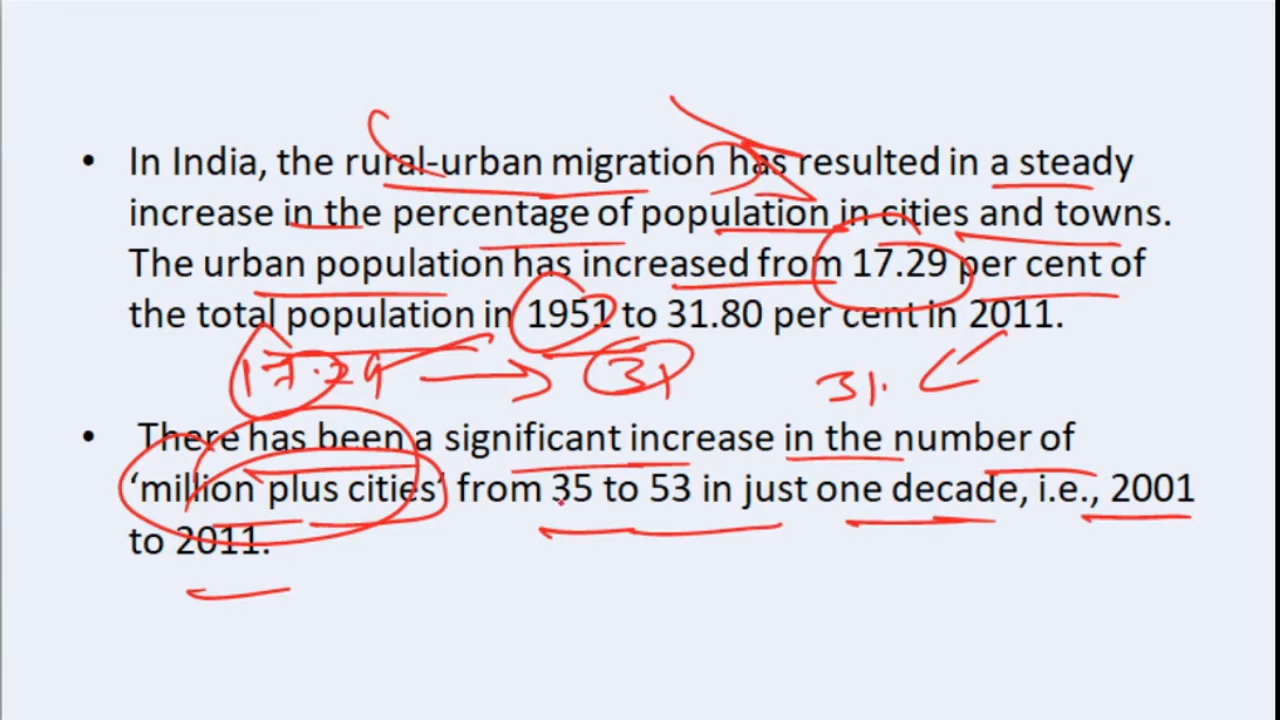 • In India, the rural-urban migration has resulted in a steady
increase in the percentage of population in cities and towns.
The urban population has increased from 17.29 per cent of
the total population in 1951 to 31.80 per cent in 2011.
17.29 → 31 31.
• There has been a significant increase in the number of
‘million plus cities’ from 35 to 53 in just one decade, i.e., 2001
to 2011.